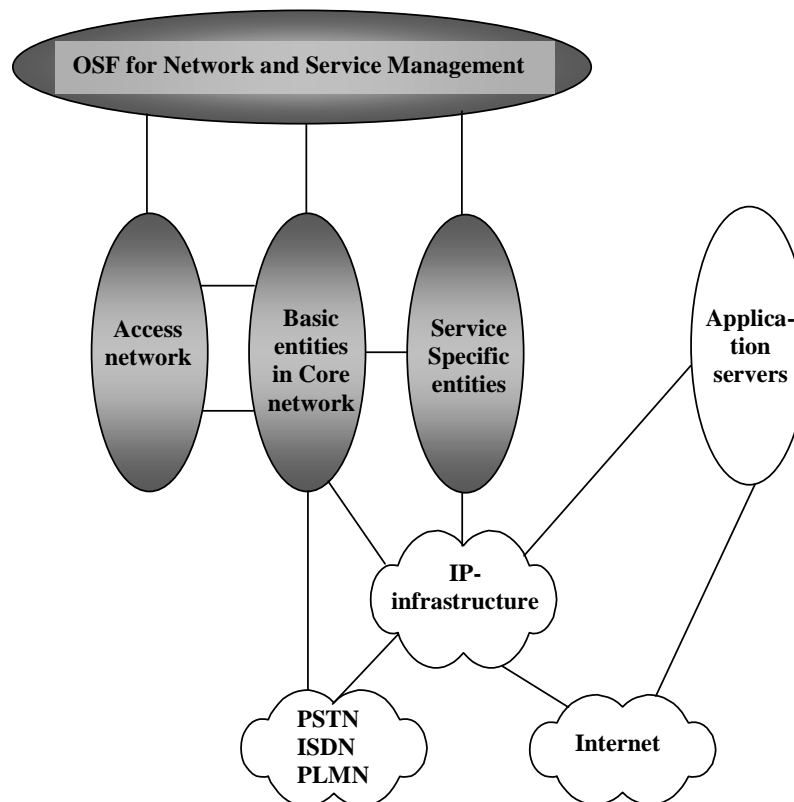 OSF for Network and Service Management
Access
network
Basic
entities
in Core
network
Service
Specific
entities
Applica-
tion
servers
IP-
infrastructure
PSTN
ISDN
PLMN
Internet